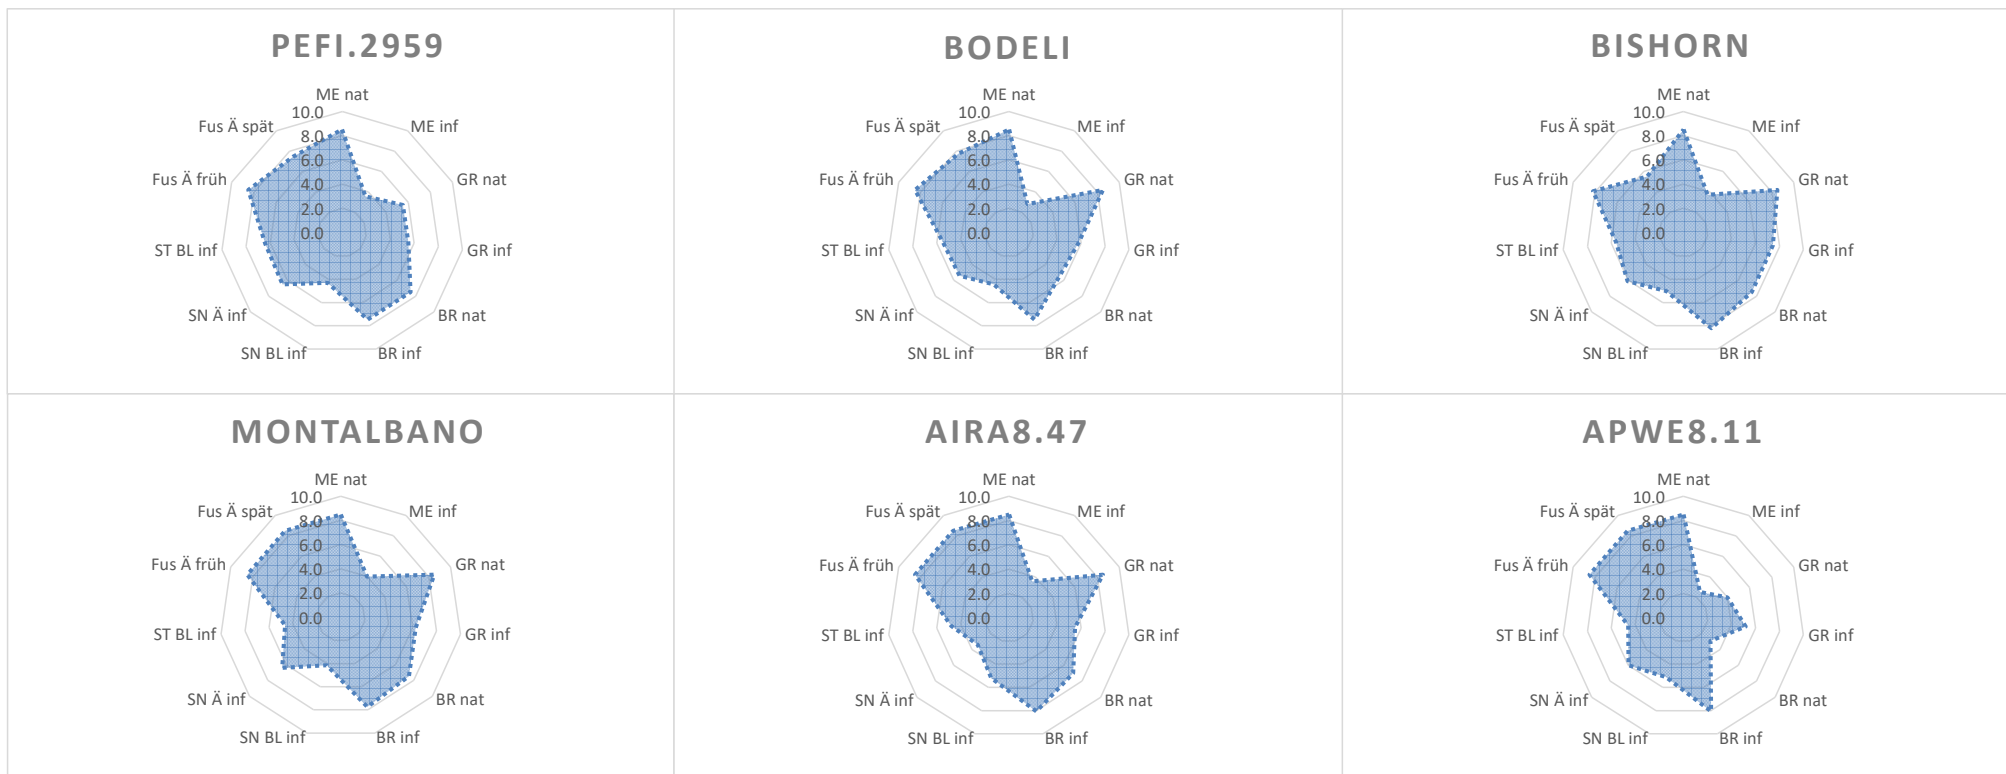 PEFI.2959
ME nat
10.0
Fus Ä spät
ME inf
8.0
6.0
Fus Ä früh
GR nat
4.0
2.0
ST BL inf
0.0
GR inf
SN Ä inf
BR nat
SN BL inf
BR inf
BODELI
ME nat
10.0
Fus Ä spät
ME inf
8.0
6.0
Fus Ä früh
GR nat
4.0
2.0
ST BL inf
0.0
GR inf
SN Ä inf
BR nat
SN BL inf
BR inf
BISHORN
ME nat
10.0
Fus Ä spät
ME inf
8.0
6.0
Fus Ä früh
GR nat
4.0
2.0
ST BL inf
0.0
GR inf
SN Ä inf
BR nat
SN BL inf
BR inf
MONTALBANO
ME nat
10.0
Fus Ä spät
ME inf
8.0
6.0
Fus Ä früh
GR nat
4.0
2.0
ST BL inf
0.0
GR inf
SN Ä inf
BR nat
SN BL inf
BR inf
AIRA8.47
ME nat
10.0
Fus Ä spät
ME inf
8.0
6.0
Fus Ä früh
GR nat
4.0
2.0
ST BL inf
0.0
GR inf
SN Ä inf
BR nat
SN BL inf
BR inf
APWE8.11
ME nat
10.0
Fus Ä spät
ME inf
8.0
6.0
Fus Ä früh
GR nat
4.0
2.0
ST BL inf
0.0
GR inf
SN Ä inf
BR nat
SN BL inf
BR inf